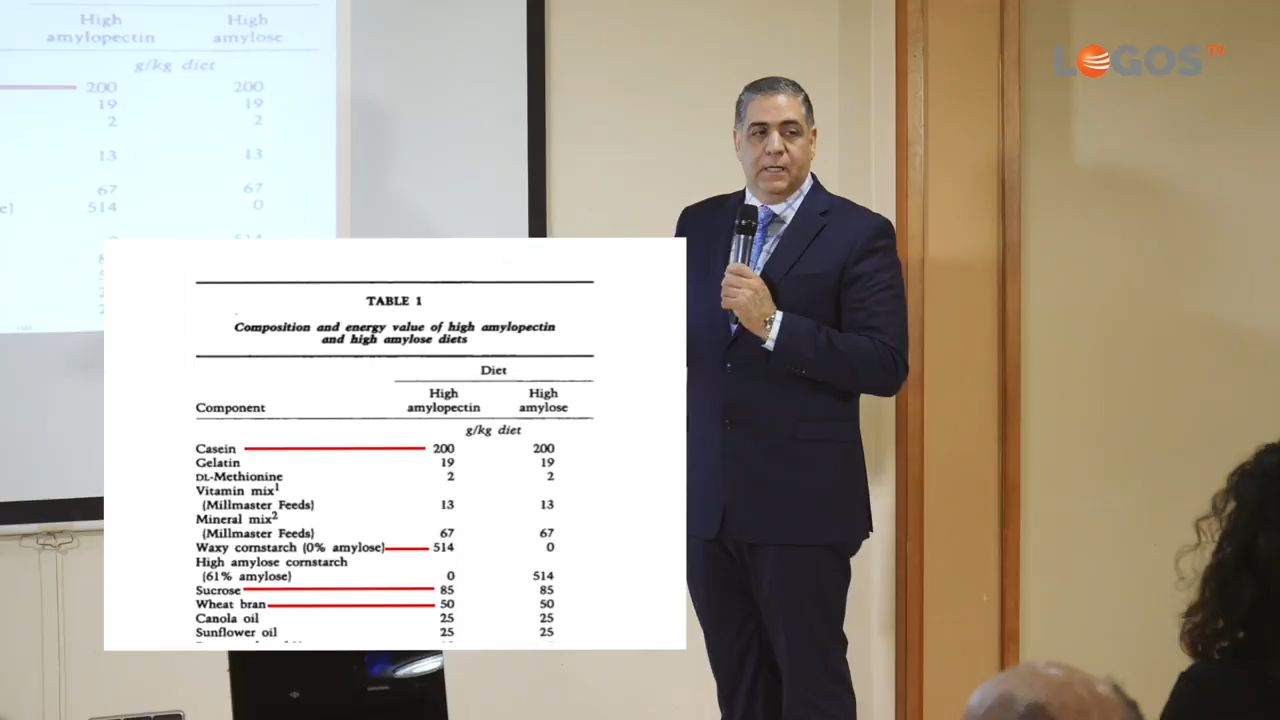 High High
amylopectin amylose
g/kg diet
200 200
19 19
2 2
13 13
67 67
e) 514 0
LOGOS TV
TABLE 1
Composition and energy value of high amylopectin
and high amylose diets
Diet
High High
Component amylopectin amylose
g/kg diet
Casein 200 200
Gelatin 19 19
DL-Methionine 2 2
Vitamin mix1
(Millmaster Feeds) 13 13
Mineral mix2
(Millmaster Feeds) 67 67
Waxy cornstarch (0% amylose) 514 0
High amylose cornstarch
(61% amylose) 0 514
Sucrose 85 85
Wheat bran 50 50
Canola oil 25 25
Sunflower oil 25 25